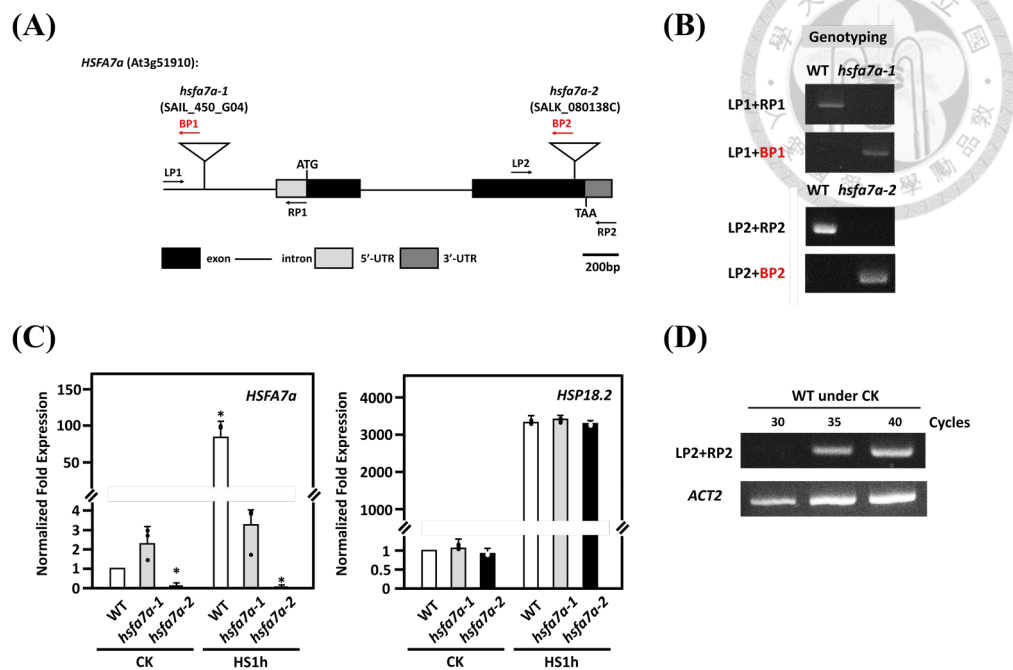 (A)
HSFA7a (At3g51910):
hsfa7a-1
(SAIL_450_G04)
BP1
hsfa7a-2
(SALK_080138C)
BP2
LP1
ATG
LP2
RP1
TAA
RP2
exon
intron
5’-UTR
3’-UTR
200bp
(B)
Genotyping
WT hsfa7a-1
LP1+RP1
LP1+BP1
WT hsfa7a-2
LP2+RP2
LP2+BP2
(C)
Normalized Fold Expression
HSFA7a
150
100
50
4
3
2
1
0
*
*
*
WT
hsfa7a-1
hsfa7a-2
WT
hsfa7a-1
hsfa7a-2
CK
HS1h
Normalized Fold Expression
HSP18.2
4000
3000
2000
1000
1
0.5
0
WT
hsfa7a-1
hsfa7a-2
WT
hsfa7a-1
hsfa7a-2
CK
HS1h
(D)
WT under CK
30 35 40 Cycles
LP2+RP2
ACT2